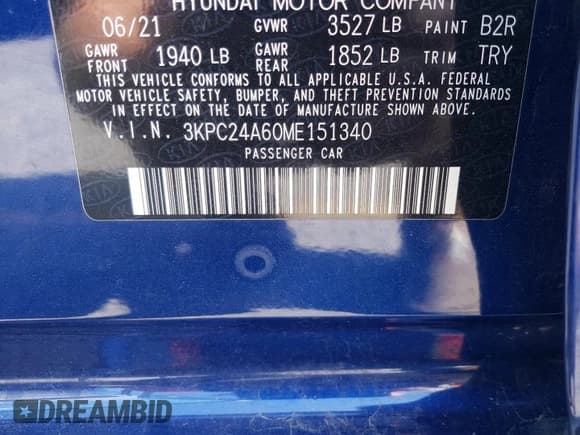 HYUNDAI MOTOR COMPANY
06/21 GVWR 3527 LB PAINT B2R
GAWR FRONT 1940 LB GAWR REAR 1852 LB TRIM TRY
THIS VEHICLE CONFORMS TO ALL APPLICABLE U.S.A. FEDERAL
MOTOR VEHICLE SAFETY, BUMPER, AND THEFT PREVENTION STANDARDS
IN EFFECT ON THE DATE OF MANUFACTURE SHOWN ABOVE.
V.I.N. 3KPC24A60ME151340
PASSENGER CAR
DREAMBID